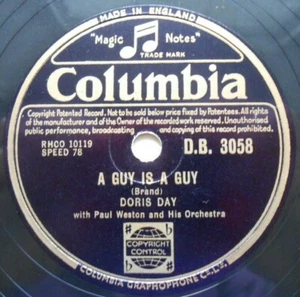 MADE IN ENGLAND
"Magic Notes"
TRADE MARK
Columbia
Copyright Patented Record. Not to be sold below price fixed by Patentees. All rights
of the manufacturer and of the owner of the recorded work reserved. Unauthorised
public performance, broadcasting and copying of this record prohibited.
RHCO 10119
SPEED 78
D.B. 3058
A GUY IS A GUY
(Brand)
DORIS DAY
with Paul Weston and His Orchestra
COPYRIGHT
CONTROL
COLUMBIA GRAPHOPHONE CO. LTD.